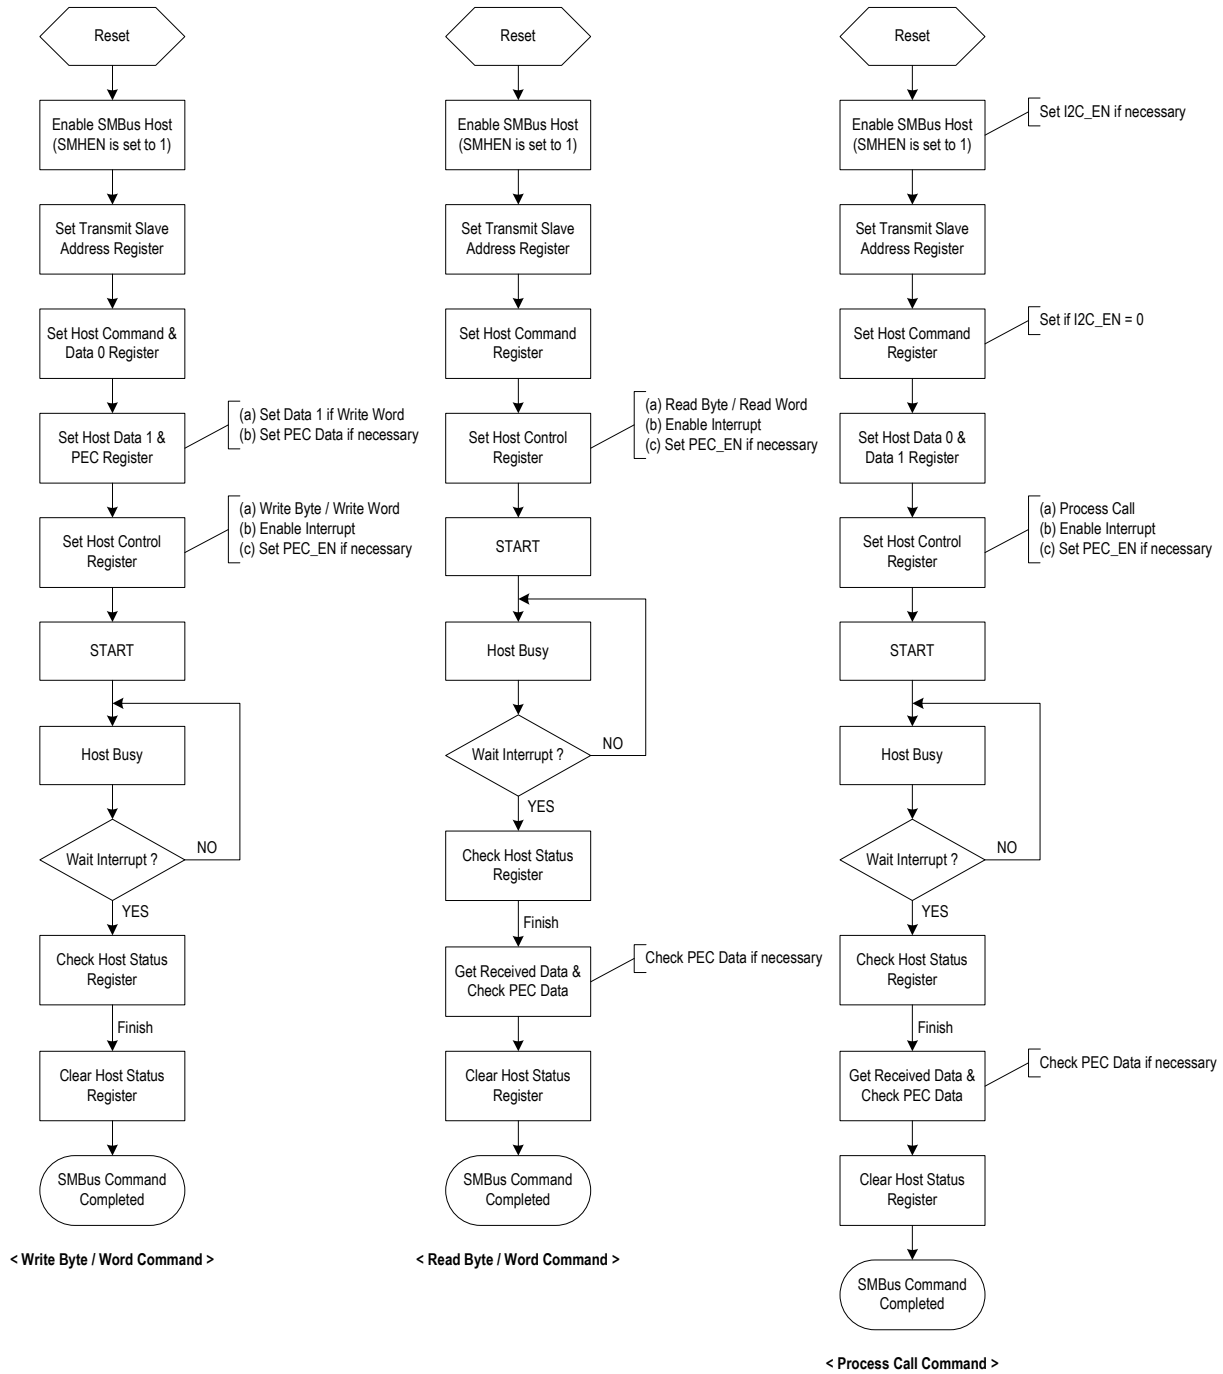 Reset
Enable SMBus Host
(SMHEN is set to 1)
Set Transmit Slave
Address Register
Set Host Command &
Data 0 Register
Set Host Data 1 &
PEC Register
(a) Set Data 1 if Write Word
(b) Set PEC Data if necessary
Set Host Control
Register
(a) Write Byte / Write Word
(b) Enable Interrupt
(c) Set PEC_EN if necessary
START
Host Busy
Wait Interrupt ?
NO
YES
Check Host Status
Register
Finish
Clear Host Status
Register
SMBus Command
Completed
< Write Byte / Word Command >
Reset
Enable SMBus Host
(SMHEN is set to 1)
Set Transmit Slave
Address Register
Set Host Command
Register
Set Host Control
Register
(a) Read Byte / Read Word
(b) Enable Interrupt
(c) Set PEC_EN if necessary
START
Host Busy
Wait Interrupt ?
NO
YES
Check Host Status
Register
Finish
Get Received Data &
Check PEC Data
Check PEC Data if necessary
Clear Host Status
Register
SMBus Command
Completed
< Read Byte / Word Command >
Reset
Enable SMBus Host
(SMHEN is set to 1)
Set I2C_EN if necessary
Set Transmit Slave
Address Register
Set Host Command
Register
Set if I2C_EN = 0
Set Host Data 0 &
Data 1 Register
Set Host Control
Register
(a) Process Call
(b) Enable Interrupt
(c) Set PEC_EN if necessary
START
Host Busy
Wait Interrupt ?
NO
YES
Check Host Status
Register
Finish
Get Received Data &
Check PEC Data
Check PEC Data if necessary
Clear Host Status
Register
SMBus Command
Completed
< Process Call Command >